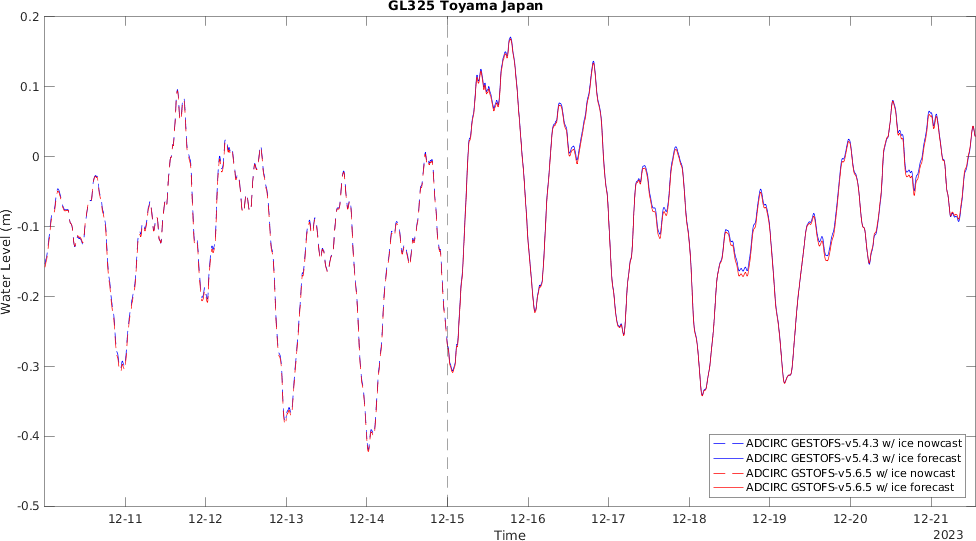 GL325 Toyama Japan
0.2
0.1
0
-0.1
-0.2
-0.3
-0.4
-0.5
Water Level (m)
ADCIRC GESTOFS-v5.4.3 w/ ice nowcast
ADCIRC GESTOFS-v5.4.3 w/ ice forecast
ADCIRC GSTOFS-v5.6.5 w/ ice nowcast
ADCIRC GSTOFS-v5.6.5 w/ ice forecast
12-11 12-12 12-13 12-14 12-15 12-16 12-17 12-18 12-19 12-20 12-21
Time
2023